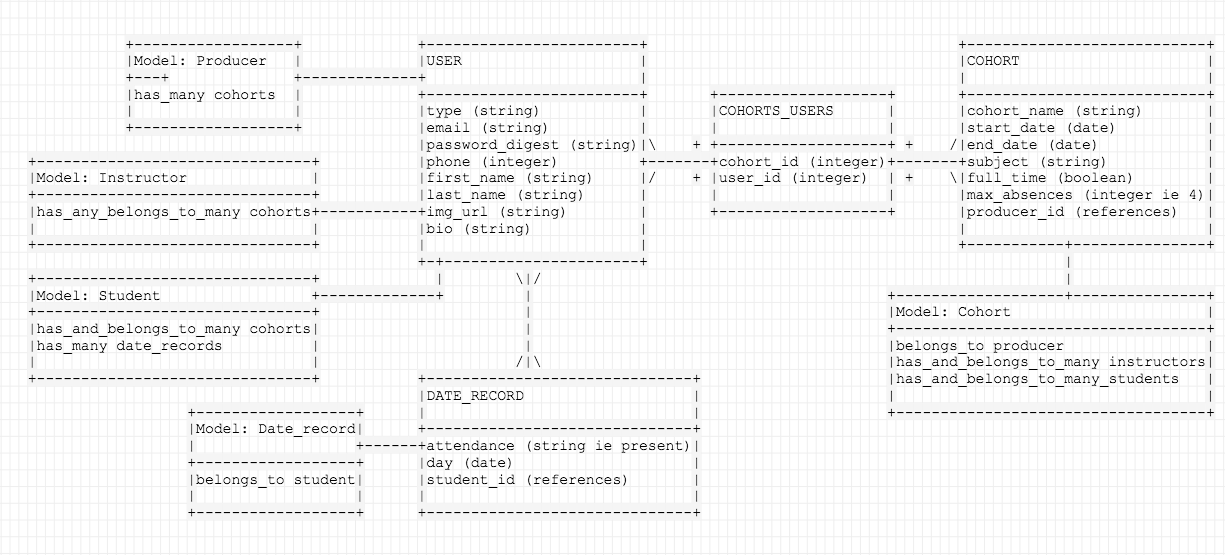 Model: Producer
has_many cohorts
USER
type (string)
email (string)
password_digest (string)
phone (integer)
first_name (string)
last_name (string)
img_url (string)
bio (string)
COHORTS_USERS
cohort_id (integer)
user_id (integer)
COHORT
cohort_name (string)
start_date (date)
end_date (date)
subject (string)
full_time (boolean)
max_absences (integer ie 4)
producer_id (references)
Model: Instructor
has_any_belongs_to_many cohorts
Model: Student
has_and_belongs_to_many cohorts
has_many date_records
Model: Cohort
belongs_to producer
has_and_belongs_to_many instructors
has_and_belongs_to_many_students
DATE_RECORD
attendance (string ie present)
day (date)
student_id (references)
Model: Date_record
belongs_to student